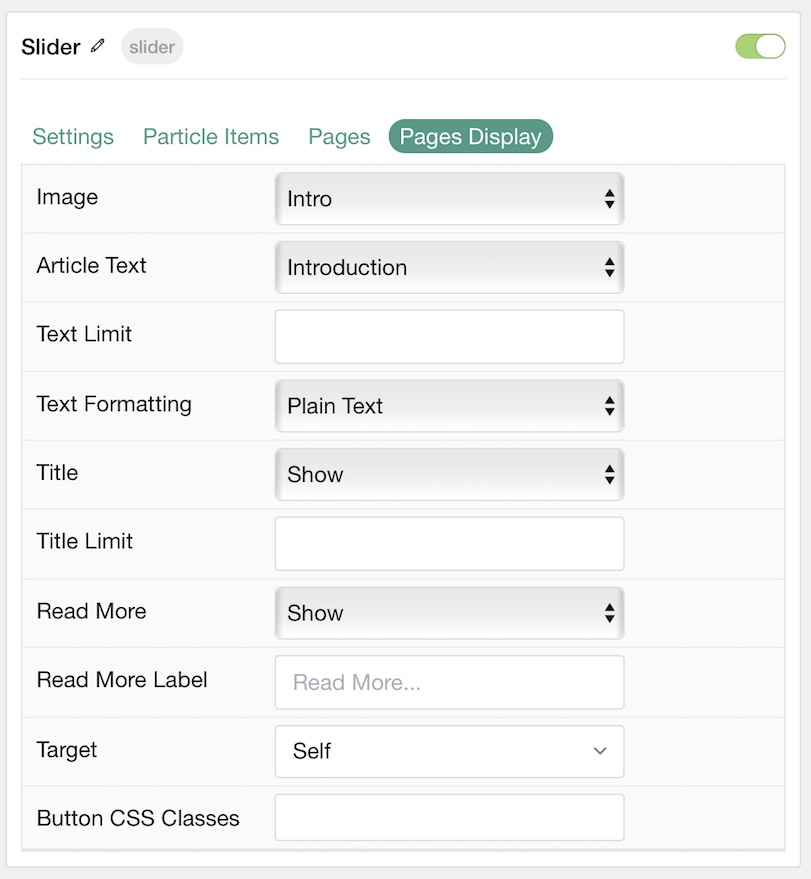 Slider slider
Settings Particle Items Pages Pages Display
Image Intro
Article Text Introduction
Text Limit
Text Formatting Plain Text
Title Show
Title Limit
Read More Show
Read More Label Read More...
Target Self
Button CSS Classes